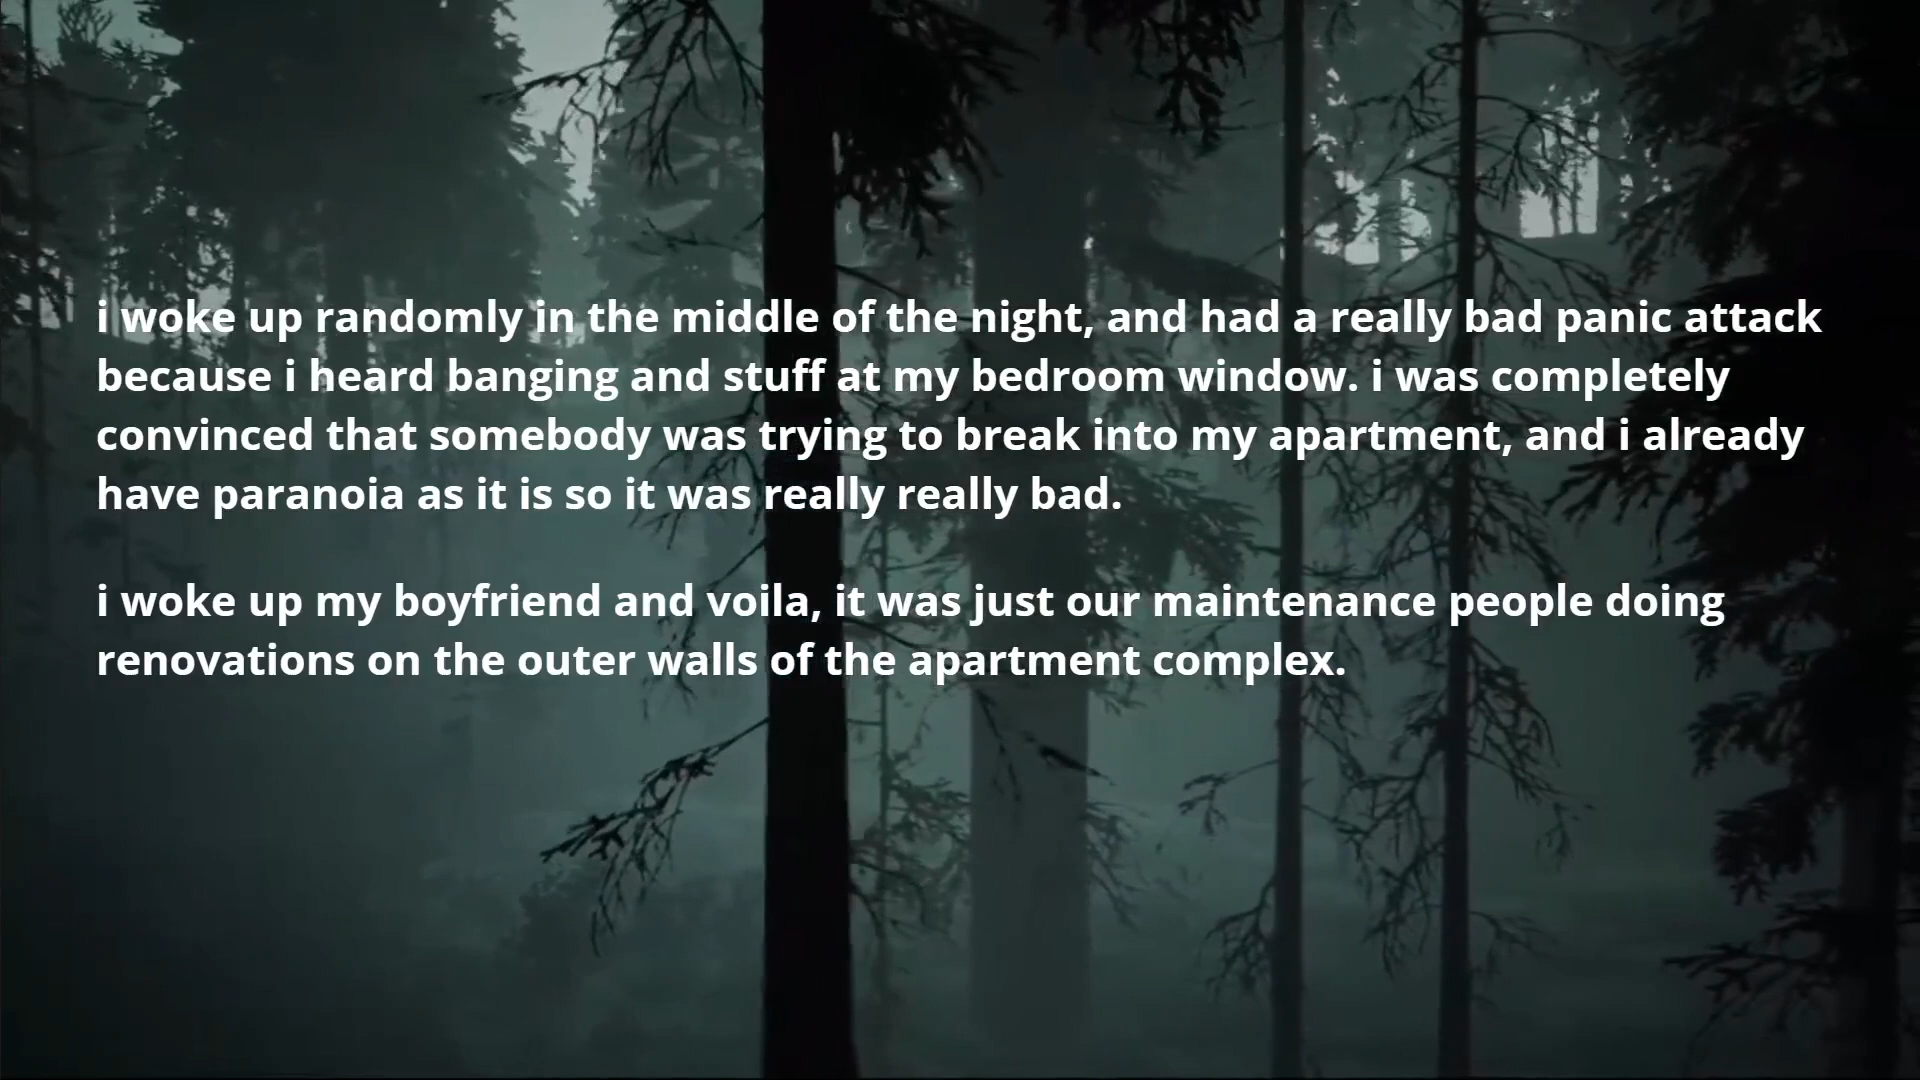 i woke up randomly in the middle of the night, and had a really bad panic attack
because i heard banging and stuff at my bedroom window. i was completely
convinced that somebody was trying to break into my apartment, and i already
have paranoia as it is so it was really really bad.
i woke up my boyfriend and voila, it was just our maintenance people doing
renovations on the outer walls of the apartment complex.